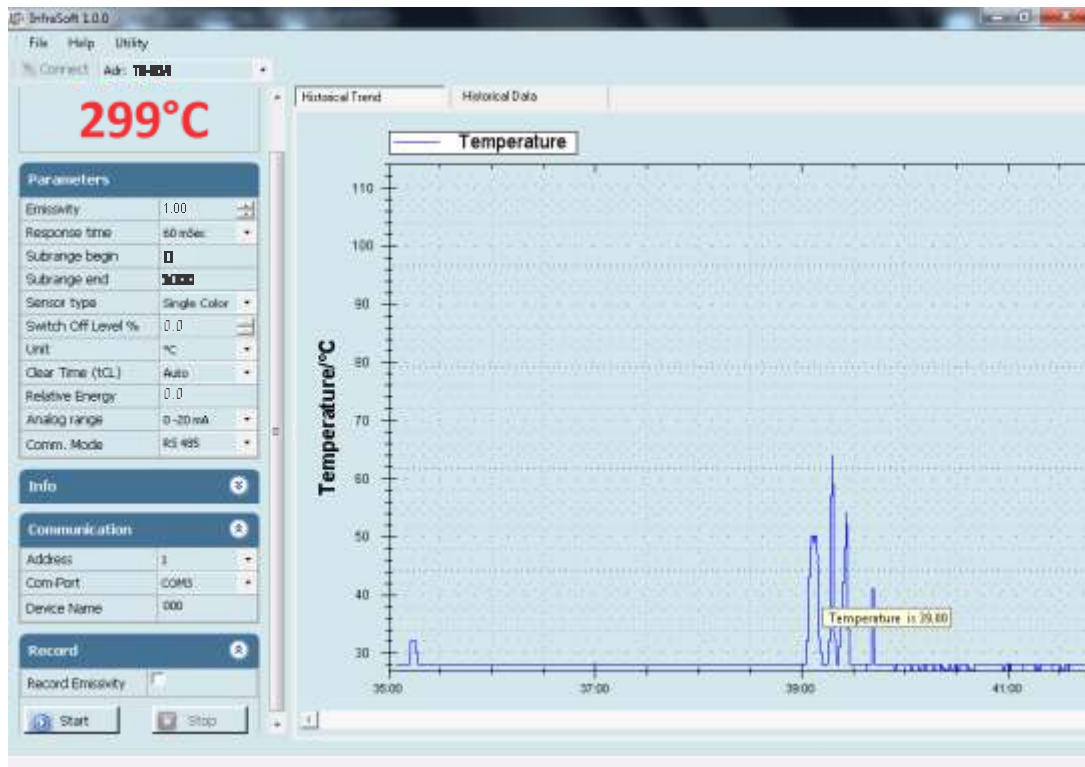 InfraSoft 1.0.0
File Help Utility
Connect Adr:
299°C
Parameters
Emissivity 1.00
Response time 60 mSec
Subrange begin 0
Subrange end
Sensor type Single Color
Switch Off Level % 0.0
Unit °C
Clear Time (tCL) Auto
Relative Energy 0.0
Analog range 0-20 mA
Comm. Mode RS 485
Info
Communication
Address 1
Com-Port COM3
Device Name 000
Record
Record Emissivity
Start Stop
Historical Trend Historical Data
Temperature
Temperature/°C
110
100
90
80
70
60
50
40
30
Temperature is 39.00
35:00 37:00 39:00 41:00